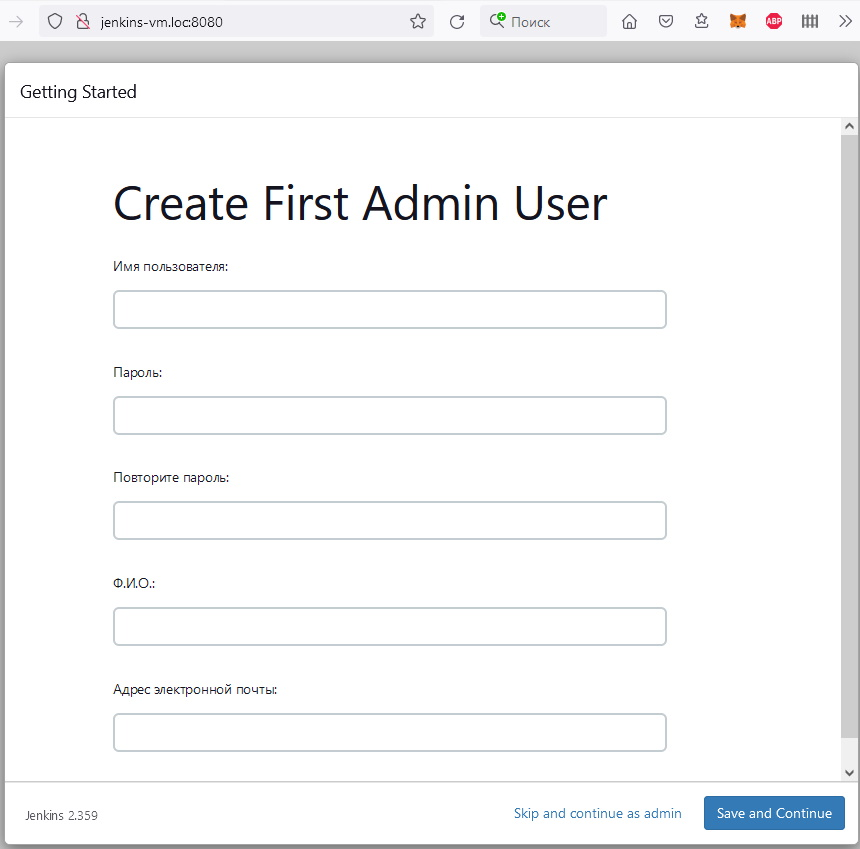 jenkins-vm.loc:8080
Поиск
ABP
Getting Started
Create First Admin User
Имя пользователя:
Пароль:
Повторите пароль:
Ф.И.О.:
Адрес электронной почты:
Jenkins 2.359
Skip and continue as admin
Save and Continue